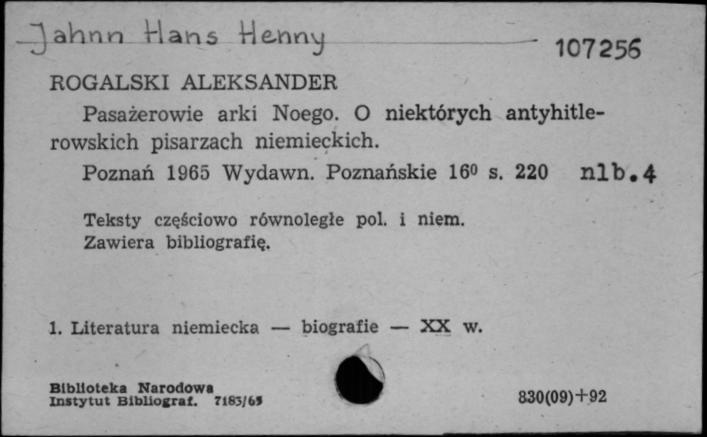 Jahnn Hans Henny
107256
ROGALSKI ALEKSANDER
Pasażerowie arki Noego. O niektórych antyhitle-
rowskich pisarzach niemieckich.
Poznań 1965 Wydawn. Poznańskie 16⁰ s. 220 nlb.4
Teksty częściowo równoległe pol. i niem.
Zawiera bibliografię.
1. Literatura niemiecka — biografie — XX w.
Biblioteka Narodowa
Instytut Bibliograf. 7183/65
830(09)+92